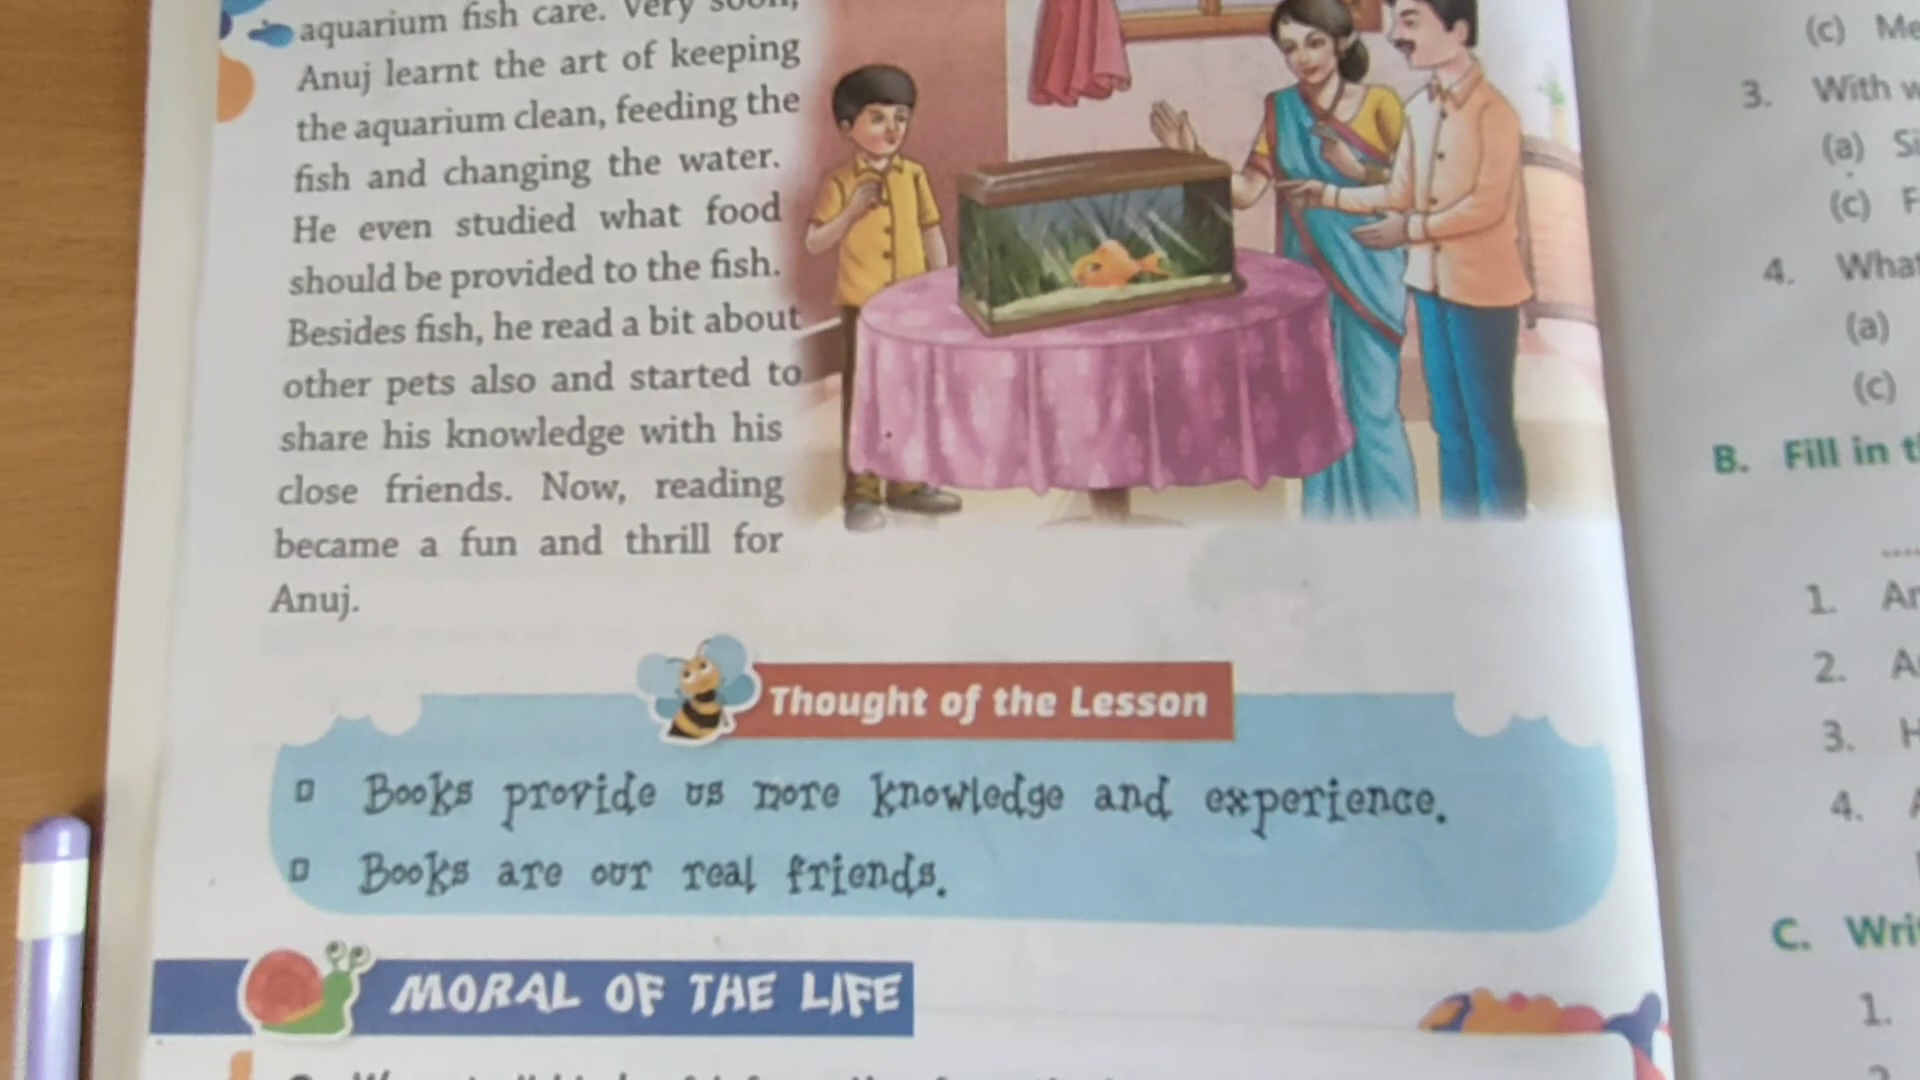 aquarium fish care. Very soon,
Anuj learnt the art of keeping
the aquarium clean, feeding the
fish and changing the water.
He even studied what food
should be provided to the fish.
Besides fish, he read a bit about
other pets also and started to
share his knowledge with his
close friends. Now, reading
became a fun and thrill for
Anuj.
Thought of the Lesson
Books provide us more knowledge and experience.
Books are our real friends.
MORAL OF THE LIFE
(c)
3. With
(a)
(c)
4. What
(a)
(c)
B. Fill in
1.
2.
3.
4.
C.
1.